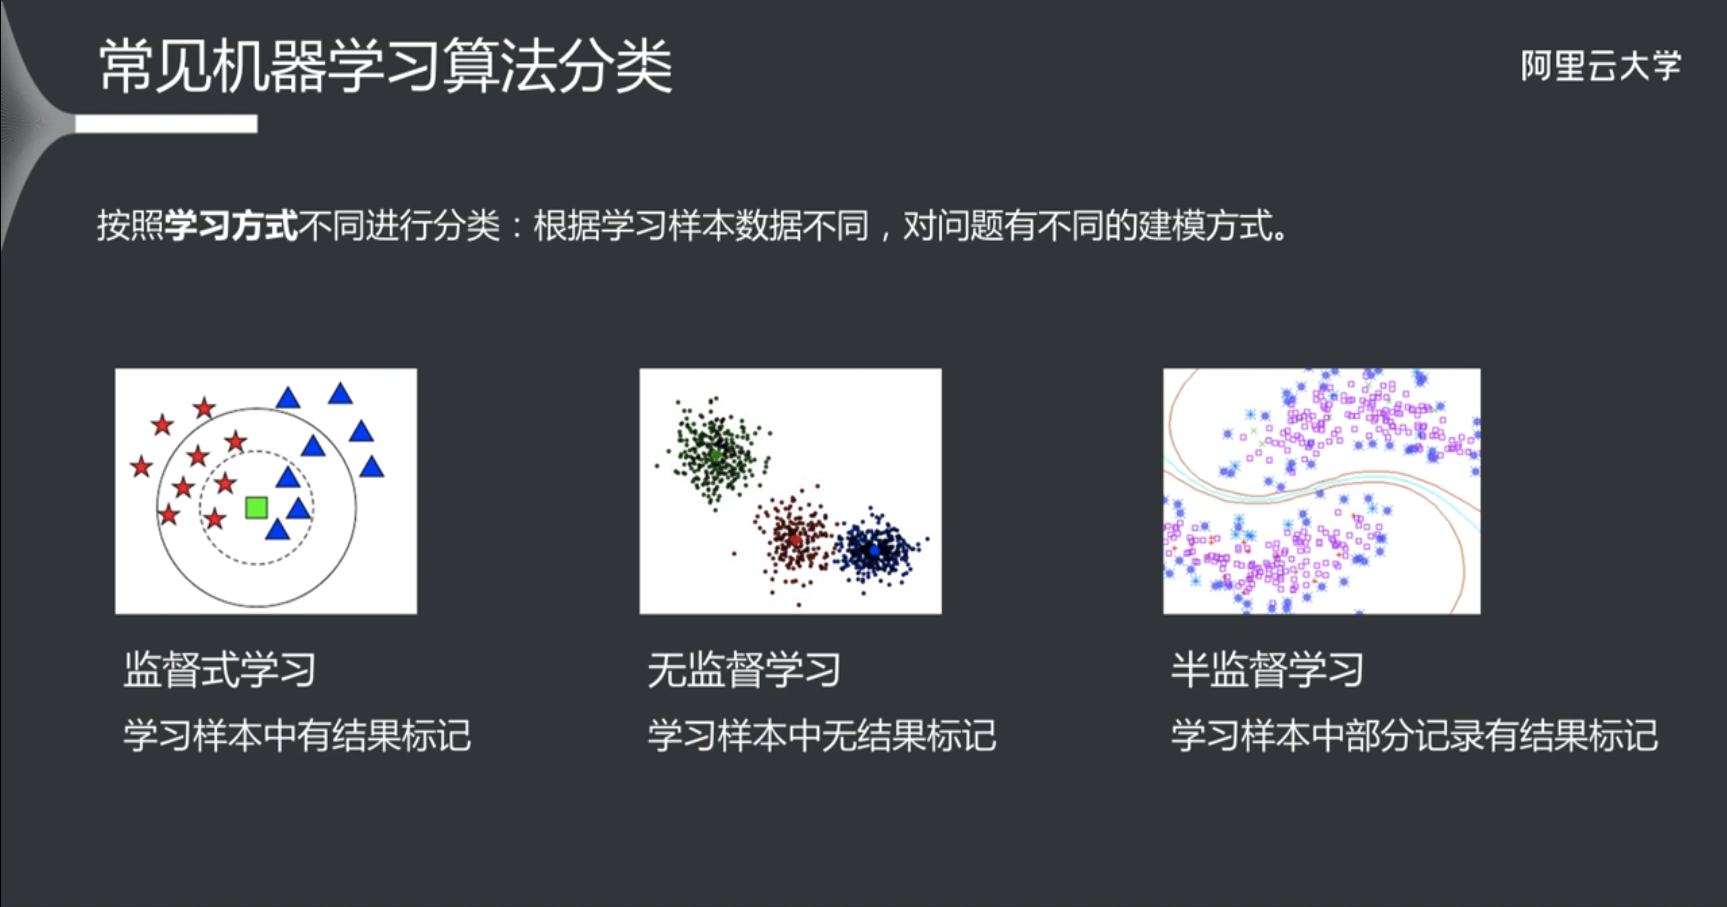 常见机器学习算法分类
阿里云大学
按照学习方式不同进行分类：根据学习样本数据不同，对问题有不同的建模方式。
监督式学习
学习样本中有结果标记
无监督学习
学习样本中无结果标记
半监督学习
学习样本中部分记录有结果标记